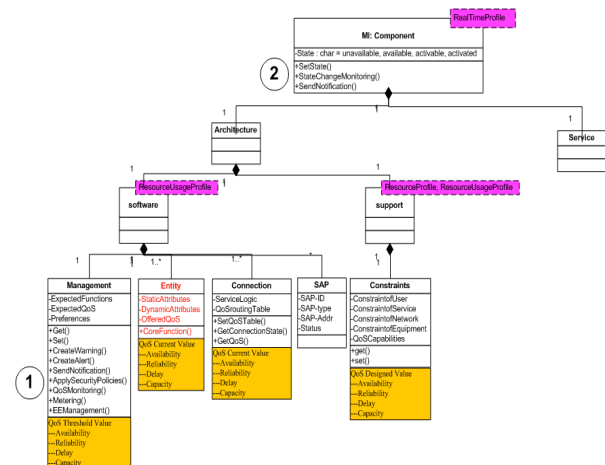 RealTimeProfile
MI: Component
-State : char = unavailable, available, activable, activated
+SetState()
+StateChangeMonitoring()
+SendNotification()
2
1
1
1
Architecture
Service
1
1
1
ResourceUsageProfile
software
ResourceProfile, ResourceUsageProfile
support
1
1
1..*
1..*
*
1
1
Management
-ExpectedFunctions
-ExpectedQoS
-Preferences
+Get()
+Set()
+CreateWarning()
+CreateAlert()
+SendNotification()
+ApplySecurityPolicies()
+QoSMonitoring()
+Metering()
+EEManagement()
QoS Threshold Value
---Availability
---Reliability
---Delay
---Capacity
1
Entity
-StaticAttributes
-DynamicAttributes
-OfferedQoS
+CoreFunction()
QoS Current Value
---Availability
---Reliability
---Delay
---Capacity
Connection
-ServiceLogic
-QoSroutingTable
+SetQoSTable()
+GetConnectionState()
+GetQoS()
QoS Current Value
---Availability
---Reliability
---Delay
---Capacity
SAP
-SAP-ID
-SAP-type
-SAP-Addr
-Status
Constraints
-ConstraintofUser
-ConstraintofService
-ConstraintofNetwork
-ConstraintofEquipment
-QoSCapabilities
+get()
+set()
QoS Designed Value
---Availability
---Reliability
---Delay
---Capacity